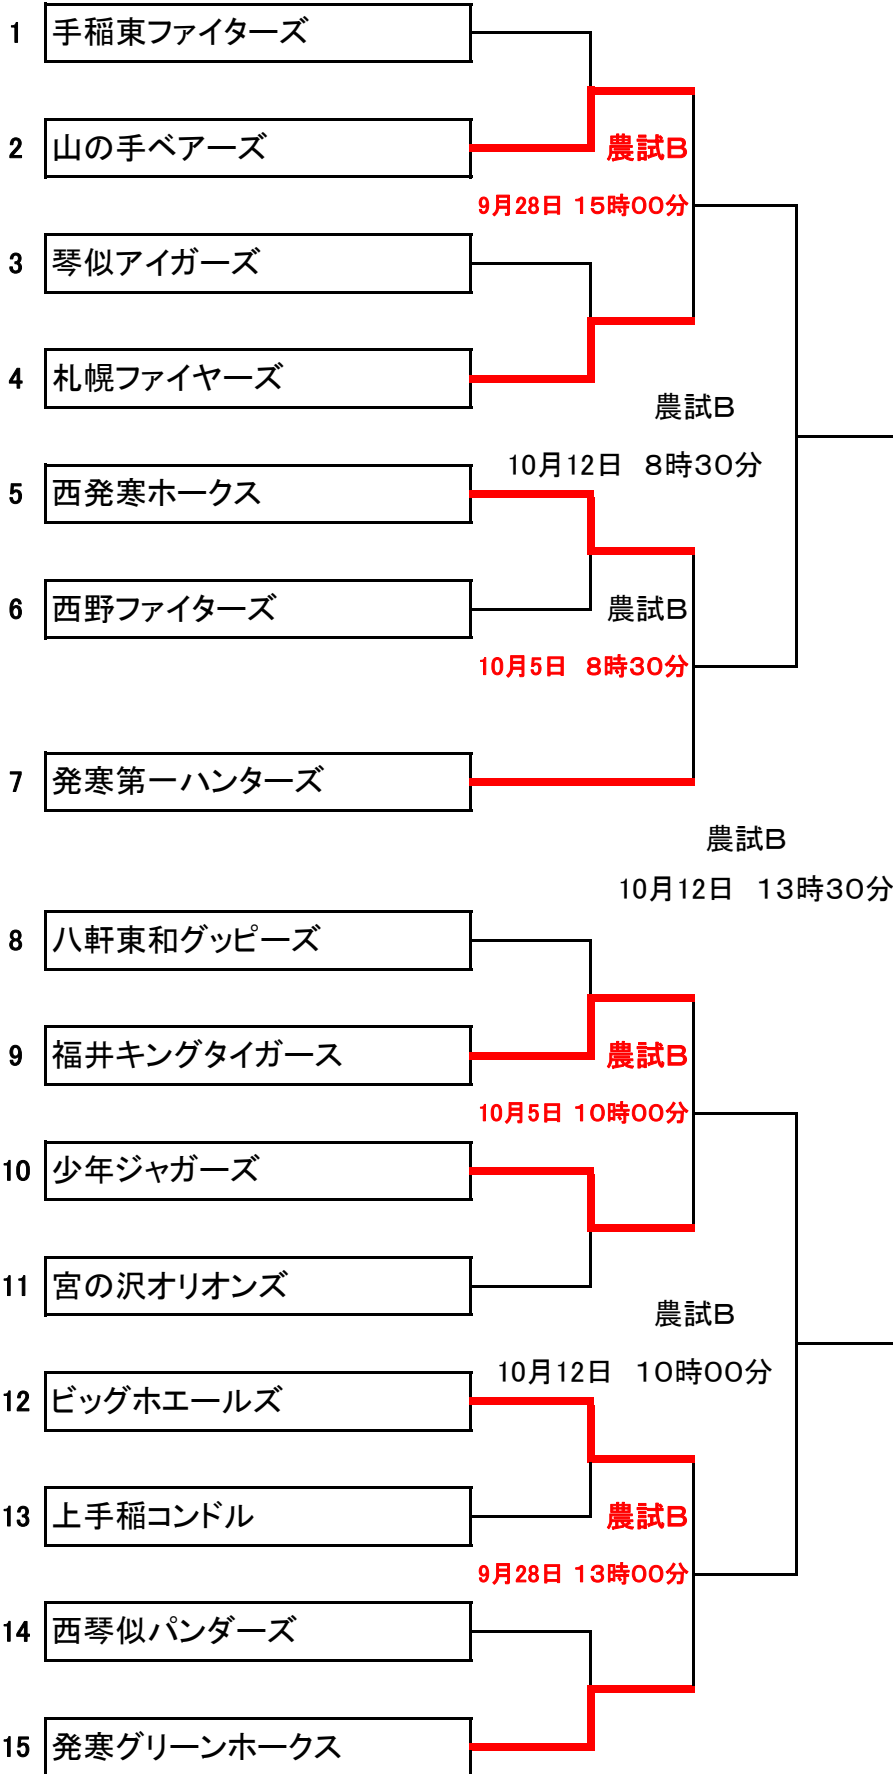 1 手稲東ファイターズ
2 山の手ベアーズ
農試B
9月28日 15時00分
3 琴似アイガーズ
4 札幌ファイヤーズ
農試B
10月12日　8時30分
5 西発寒ホークス
6 西野ファイターズ
農試B
10月5日　8時30分
7 発寒第一ハンターズ
農試B
10月12日　13時30分
8 八軒東和グッピーズ
9 福井キングタイガース
農試B
10月5日 10時00分
10 少年ジャガーズ
11 宮の沢オリオンズ
農試B
10月12日　10時00分
12 ビッグホエールズ
13 上手稲コンドル
農試B
9月28日 13時00分
14 西琴似パンダーズ
15 発寒グリーンホークス